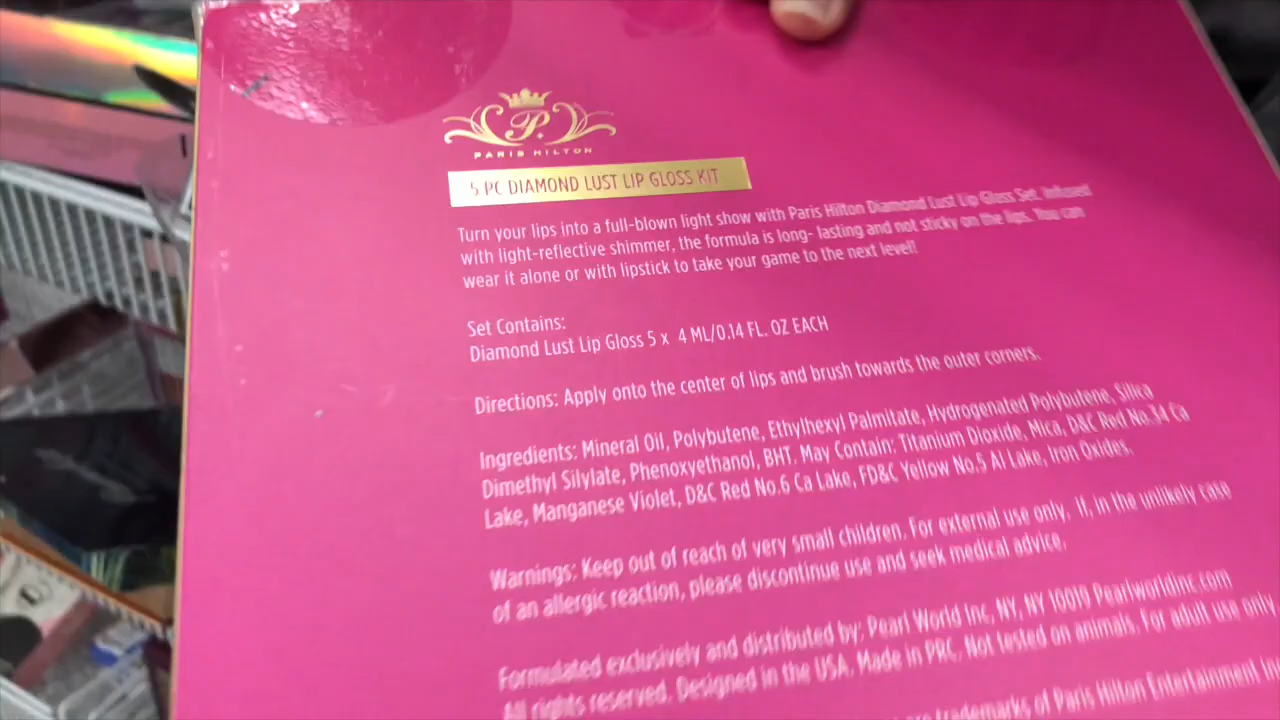 P.
PARIS HILTON
5 PC DIAMOND LUST LIP GLOSS KIT
Turn your lips into a full-blown light show with Paris Hilton Diamond Lust Lip Gloss Set. Infused
with light-reflective shimmer, the formula is long- lasting and not sticky on the lips. You can
wear it alone or with lipstick to take your game to the next level!
Set Contains:
Diamond Lust Lip Gloss 5 x 4 ML/0.14 FL. OZ EACH
Directions: Apply onto the center of lips and brush towards the outer corners.
Ingredients: Mineral Oil, Polybutene, Ethylhexyl Palmitate, Hydrogenated Polybutene, Silica
Dimethyl Silylate, Phenoxyethanol, BHT. May Contain: Titanium Dioxide, Mica, D&C Red No.34 Ca
Lake, Manganese Violet, D&C Red No.6 Ca Lake, FD&C Yellow No.5 Al Lake, Iron Oxides.
Warnings: Keep out of reach of very small children. For external use only. If, in the unlikely case
of an allergic reaction, please discontinue use and seek medical advice.
Formulated exclusively and distributed by: Pearl World Inc, NY, NY 10010 PearlworldInc.com
All rights reserved. Designed in the USA. Made in PRC. Not tested on animals. For adult use only
are trademarks of Paris Hilton Entertainment